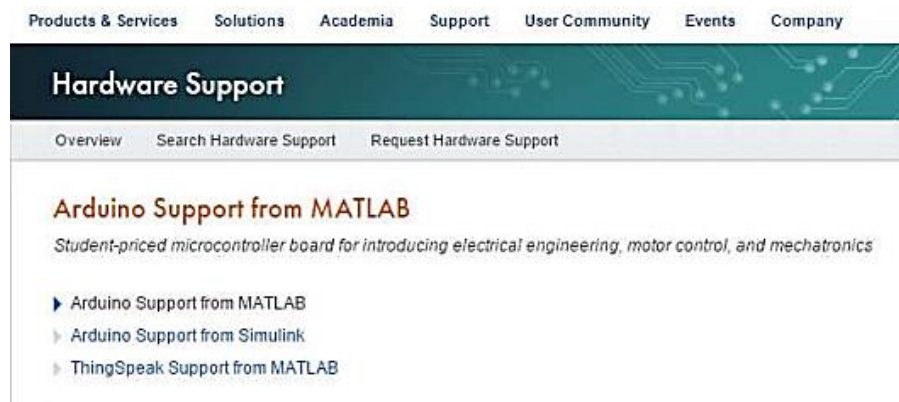 Products & Services Solutions Academia Support User Community Events Company
Hardware Support
Overview Search Hardware Support Request Hardware Support
Arduino Support from MATLAB
Student-priced microcontroller board for introducing electrical engineering, motor control, and mechatronics
Arduino Support from MATLAB
Arduino Support from Simulink
ThingSpeak Support from MATLAB